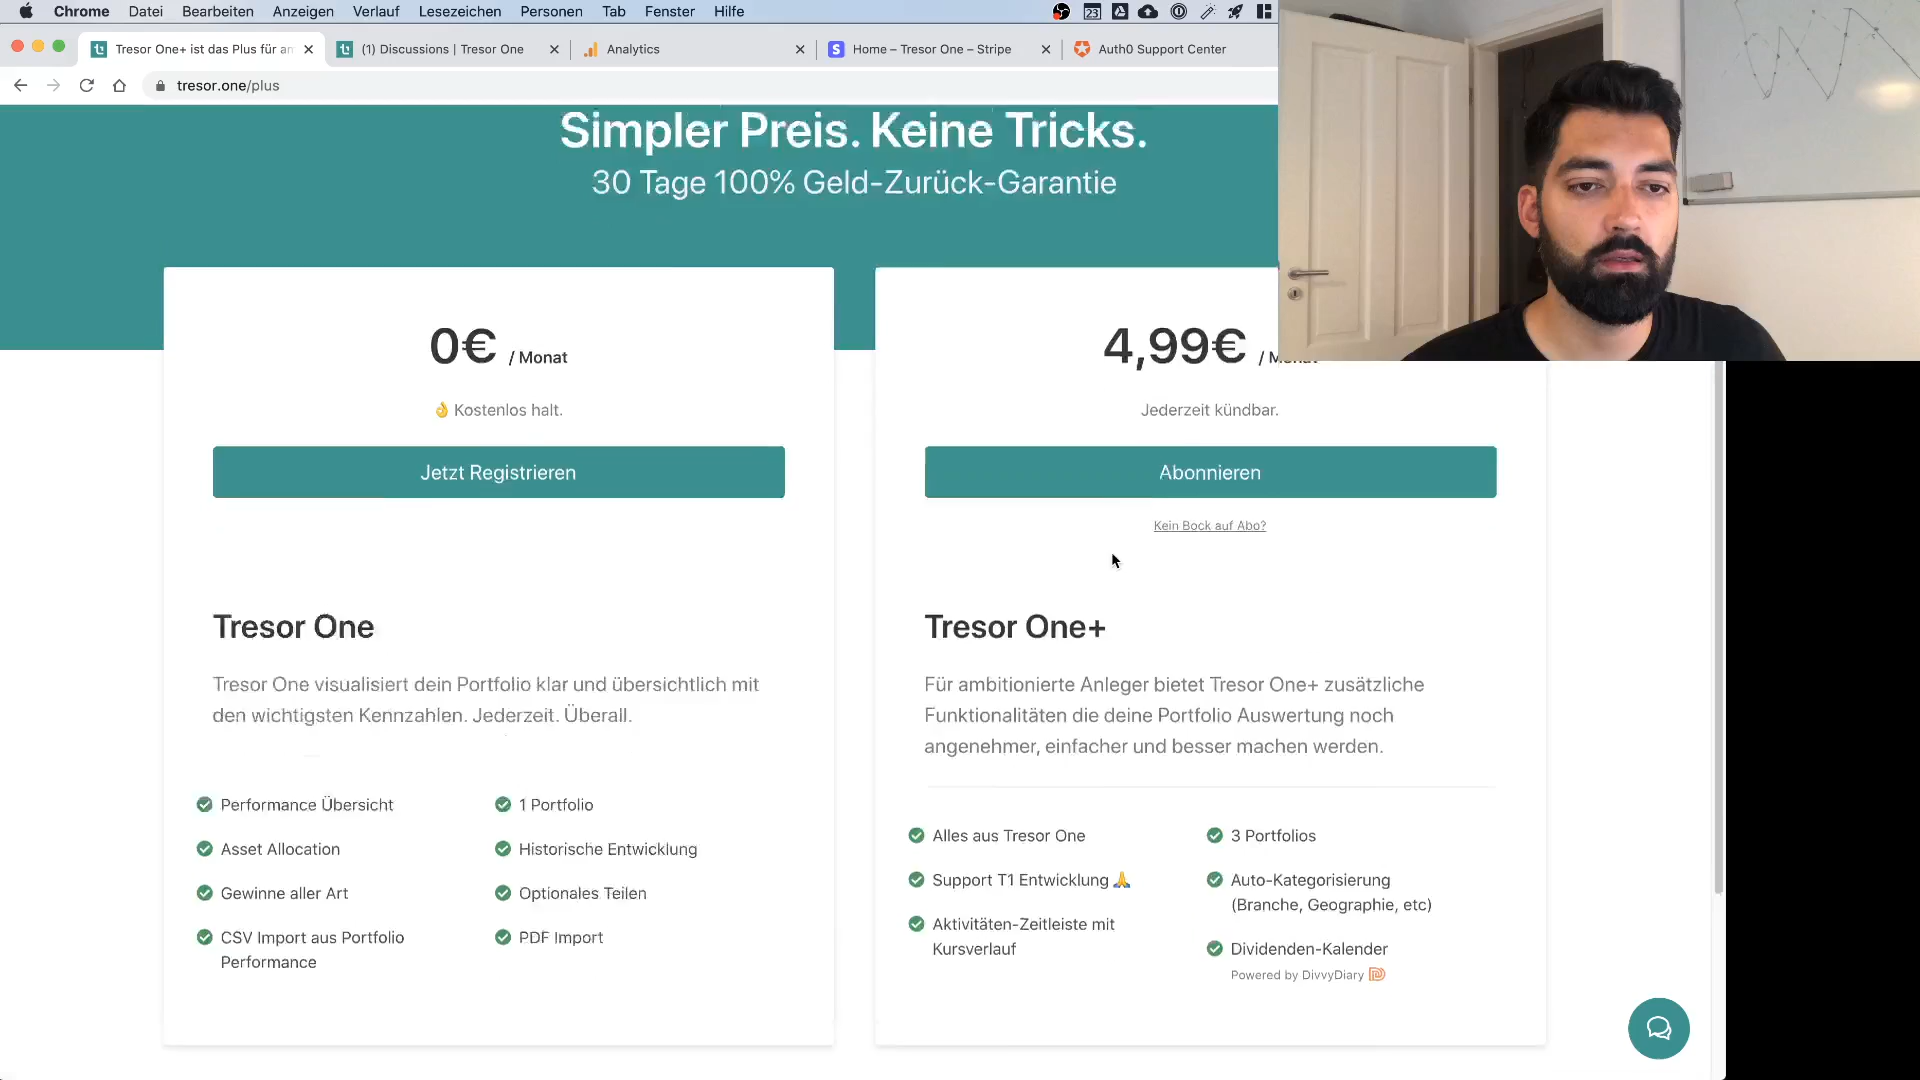 Chrome Datei Bearbeiten Anzeigen Verlauf Lesezeichen Personen Tab Fenster Hilfe
23
Tresor One+ ist das Plus für an
(1) Discussions | Tresor One
Analytics
Home – Tresor One – Stripe
Auth0 Support Center
tresor.one/plus
Simpler Preis. Keine Tricks.
30 Tage 100% Geld-Zurück-Garantie
0€ / Monat
👌 Kostenlos halt.
Jetzt Registrieren
Tresor One
Tresor One visualisiert dein Portfolio klar und übersichtlich mit
den wichtigsten Kennzahlen. Jederzeit. Überall.
Performance Übersicht
Asset Allocation
Gewinne aller Art
CSV Import aus Portfolio
Performance
1 Portfolio
Historische Entwicklung
Optionales Teilen
PDF Import
4,99€ / Monat
Jederzeit kündbar.
Abonnieren
Kein Bock auf Abo?
Tresor One+
Für ambitionierte Anleger bietet Tresor One+ zusätzliche
Funktionalitäten die deine Portfolio Auswertung noch
angenehmer, einfacher und besser machen werden.
Alles aus Tresor One
Support T1 Entwicklung 🙏
Aktivitäten-Zeitleiste mit
Kursverlauf
3 Portfolios
Auto-Kategorisierung
(Branche, Geographie, etc)
Dividenden-Kalender
Powered by DivvyDiary